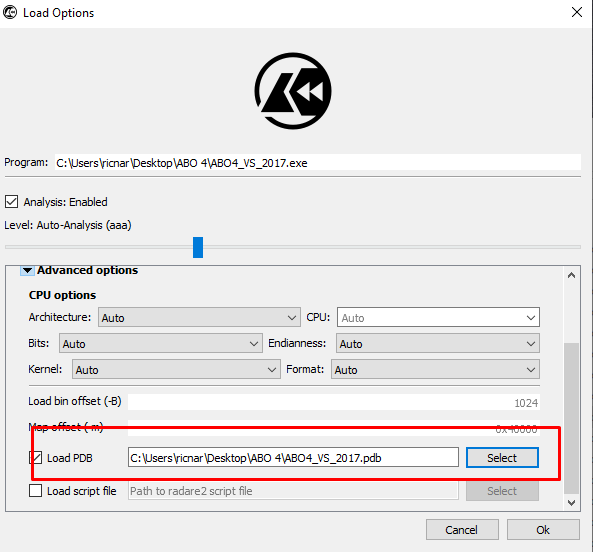 Load Options
Program: C:\Users\ricnar\Desktop\ABO 4\ABO4_VS_2017.exe
Analysis: Enabled
Level: Auto-Analysis (aaa)
Advanced options
CPU options
Architecture: Auto CPU: Auto
Bits: Auto Endianness: Auto
Kernel: Auto Format: Auto
Load bin offset (-B) 1024
Map offset (-m) 0x40000
Load PDB C:\Users\ricnar\Desktop\ABO 4\ABO4_VS_2017.pdb Select
Load script file Path to radare2 script file Select
Cancel Ok